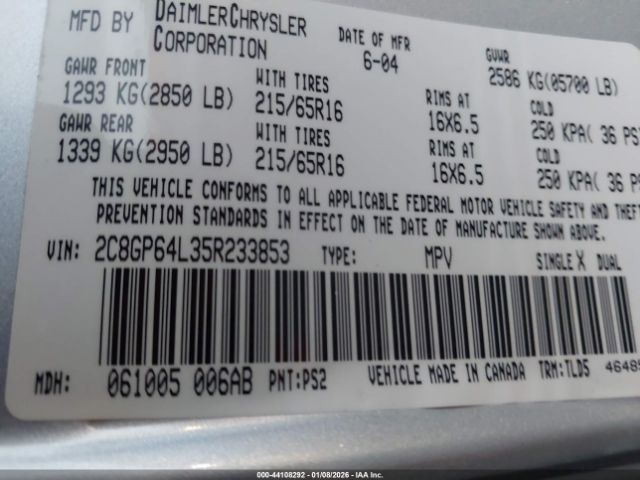 MFD BY DAIMLERCHRYSLER CORPORATION DATE OF MFR 6-04 GVWR 2586 KG(05700 LB)
GAWR FRONT WITH TIRES RIMS AT COLD
1293 KG(2850 LB) 215/65R16 16X6.5 250 KPA( 36 PS
GAWR REAR WITH TIRES RIMS AT COLD
1339 KG(2950 LB) 215/65R16 16X6.5 250 KPA( 36 P
THIS VEHICLE CONFORMS TO ALL APPLICABLE FEDERAL MOTOR VEHICLE SAFETY AND THEFT
PREVENTION STANDARDS IN EFFECT ON THE DATE OF MANUFACTURE SHOWN ABOVE.
VIN: 2C8GP64L35R233853 TYPE: MPV SINGLE X DUAL
MDH: 061005 006AB PNT:PS2 VEHICLE MADE IN CANADA TRM:TLD5 4648
000-44108292 - 01/08/2026 - IAA Inc.